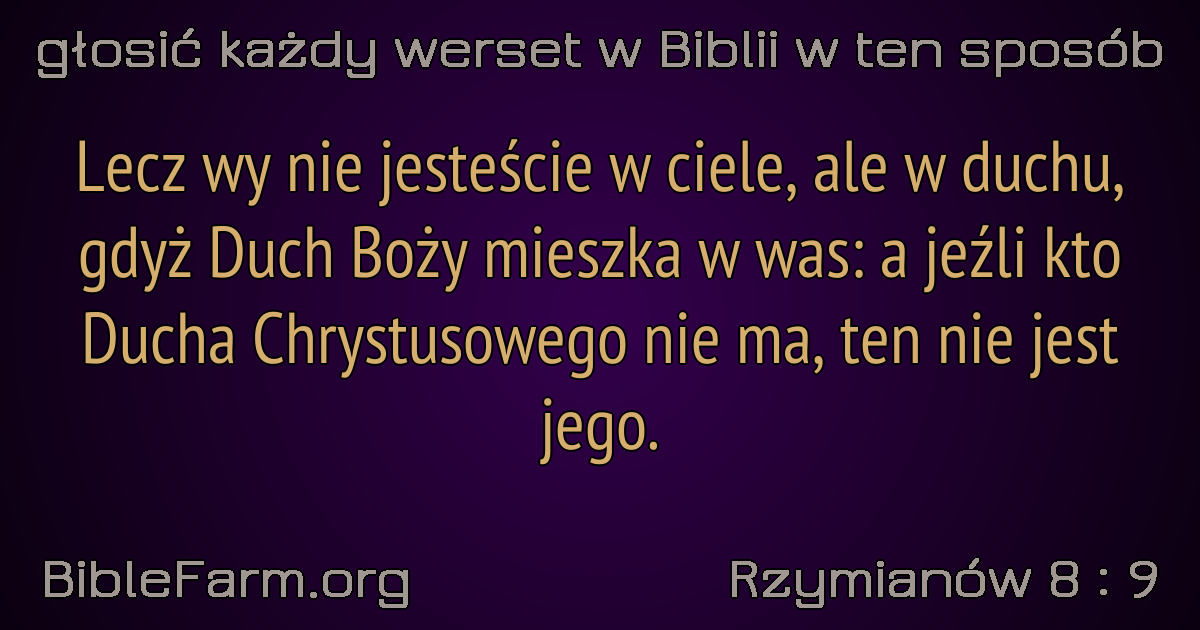 głosić każdy werset w Biblii w ten sposób
Lecz wy nie jesteście w ciele, ale w duchu,
gdyż Duch Boży mieszka w was: a jeźli kto
Ducha Chrystusowego nie ma, ten nie jest
jego.
BibleFarm.org
Rzymianów 8 : 9